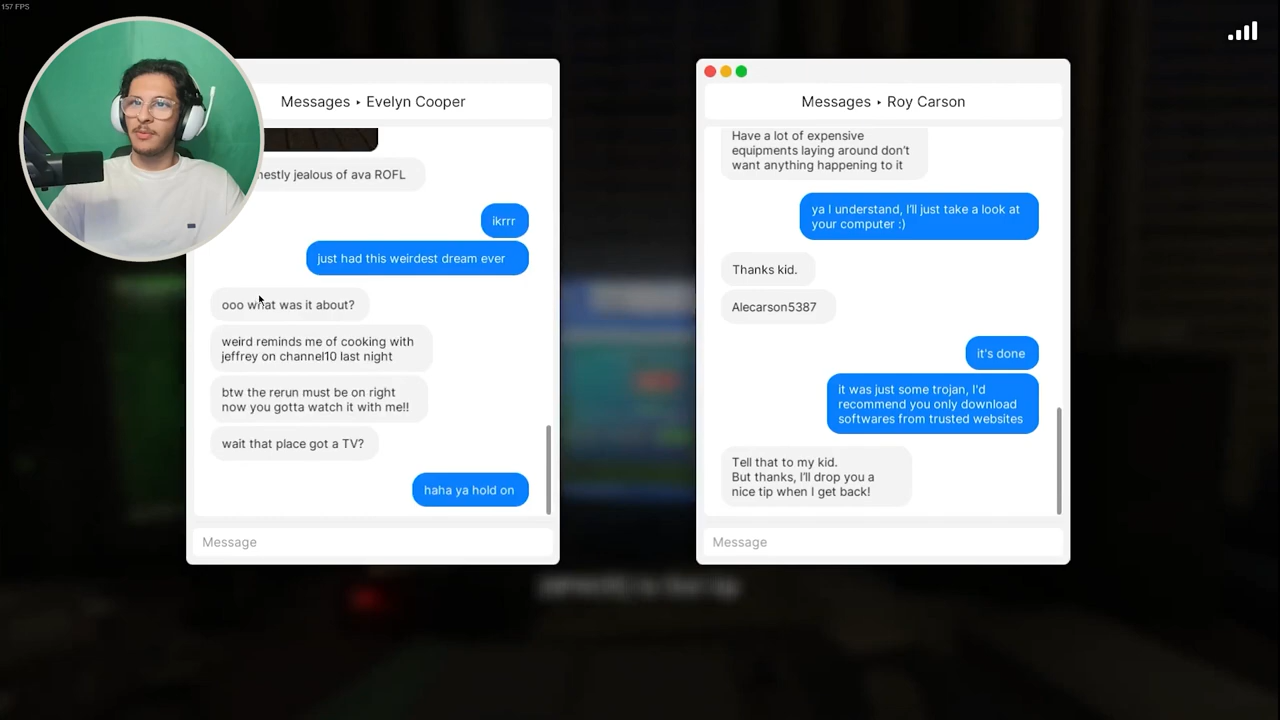 157 FPS
Messages ‣ Evelyn Cooper
nestly jealous of ava ROFL
ikrrr
just had this weirdest dream ever
ooo what was it about?
weird reminds me of cooking with
jeffrey on channel10 last night
btw the rerun must be on right
now you gotta watch it with me!!
wait that place got a TV?
haha ya hold on
Message
Messages ‣ Roy Carson
Have a lot of expensive
equipments laying around don't
want anything happening to it
ya I understand, I'll just take a look at
your computer :)
Thanks kid.
Alecarson5387
it's done
it was just some trojan, I'd
recommend you only download
softwares from trusted websites
Tell that to my kid.
But thanks, I'll drop you a
nice tip when I get back!
Message